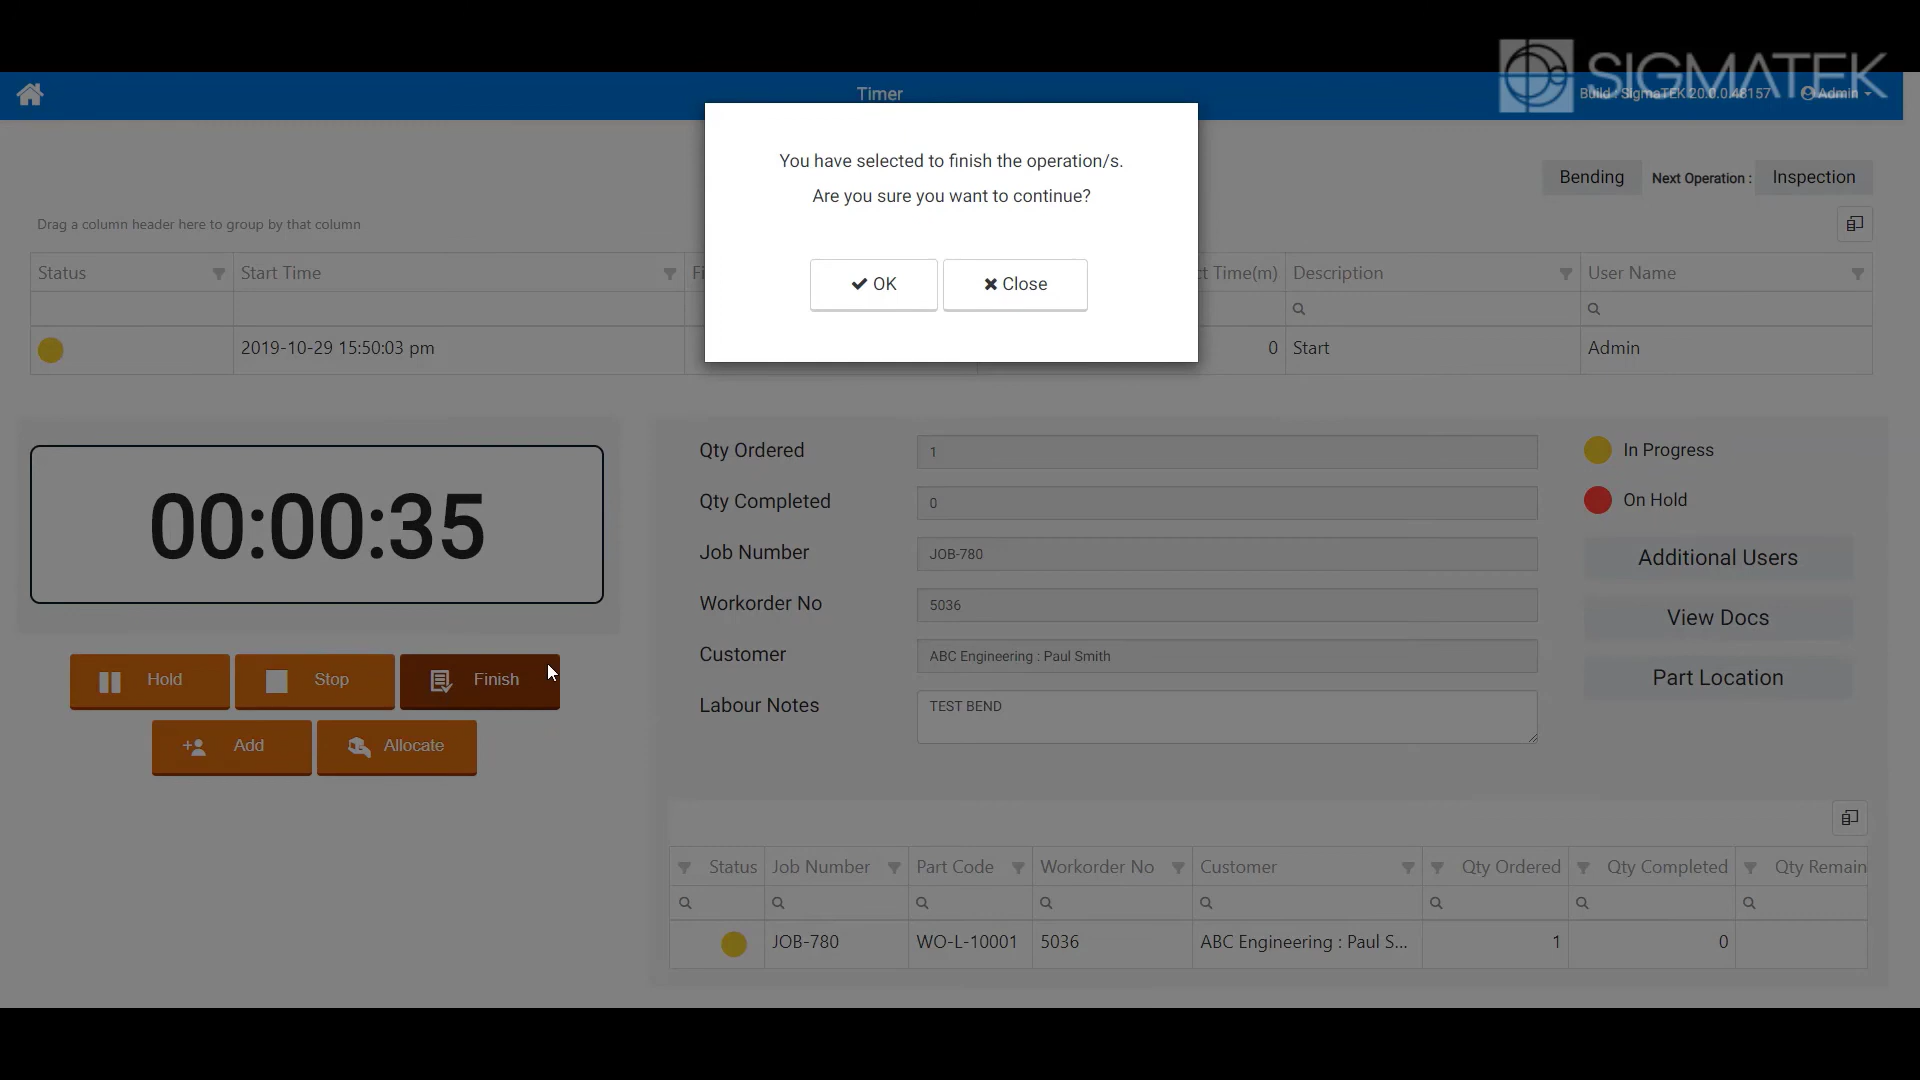 SIGMATEK
Timer
Build : SigmaTEK 20.0.0.48157
Admin
You have selected to finish the operation/s.
Are you sure you want to continue?
OK
Close
Bending
Next Operation :
Inspection
Drag a column header here to group by that column
Status
Start Time
Fi
ct Time(m)
Description
User Name
2019-10-29 15:50:03 pm
0
Start
Admin
00:00:35
Hold
Stop
Finish
Add
Allocate
Qty Ordered
1
Qty Completed
0
Job Number
JOB-780
Workorder No
5036
Customer
ABC Engineering : Paul Smith
Labour Notes
TEST BEND
In Progress
On Hold
Additional Users
View Docs
Part Location
Status
Job Number
Part Code
Workorder No
Customer
Qty Ordered
Qty Completed
Qty Remain
JOB-780
WO-L-10001
5036
ABC Engineering : Paul S...
1
0